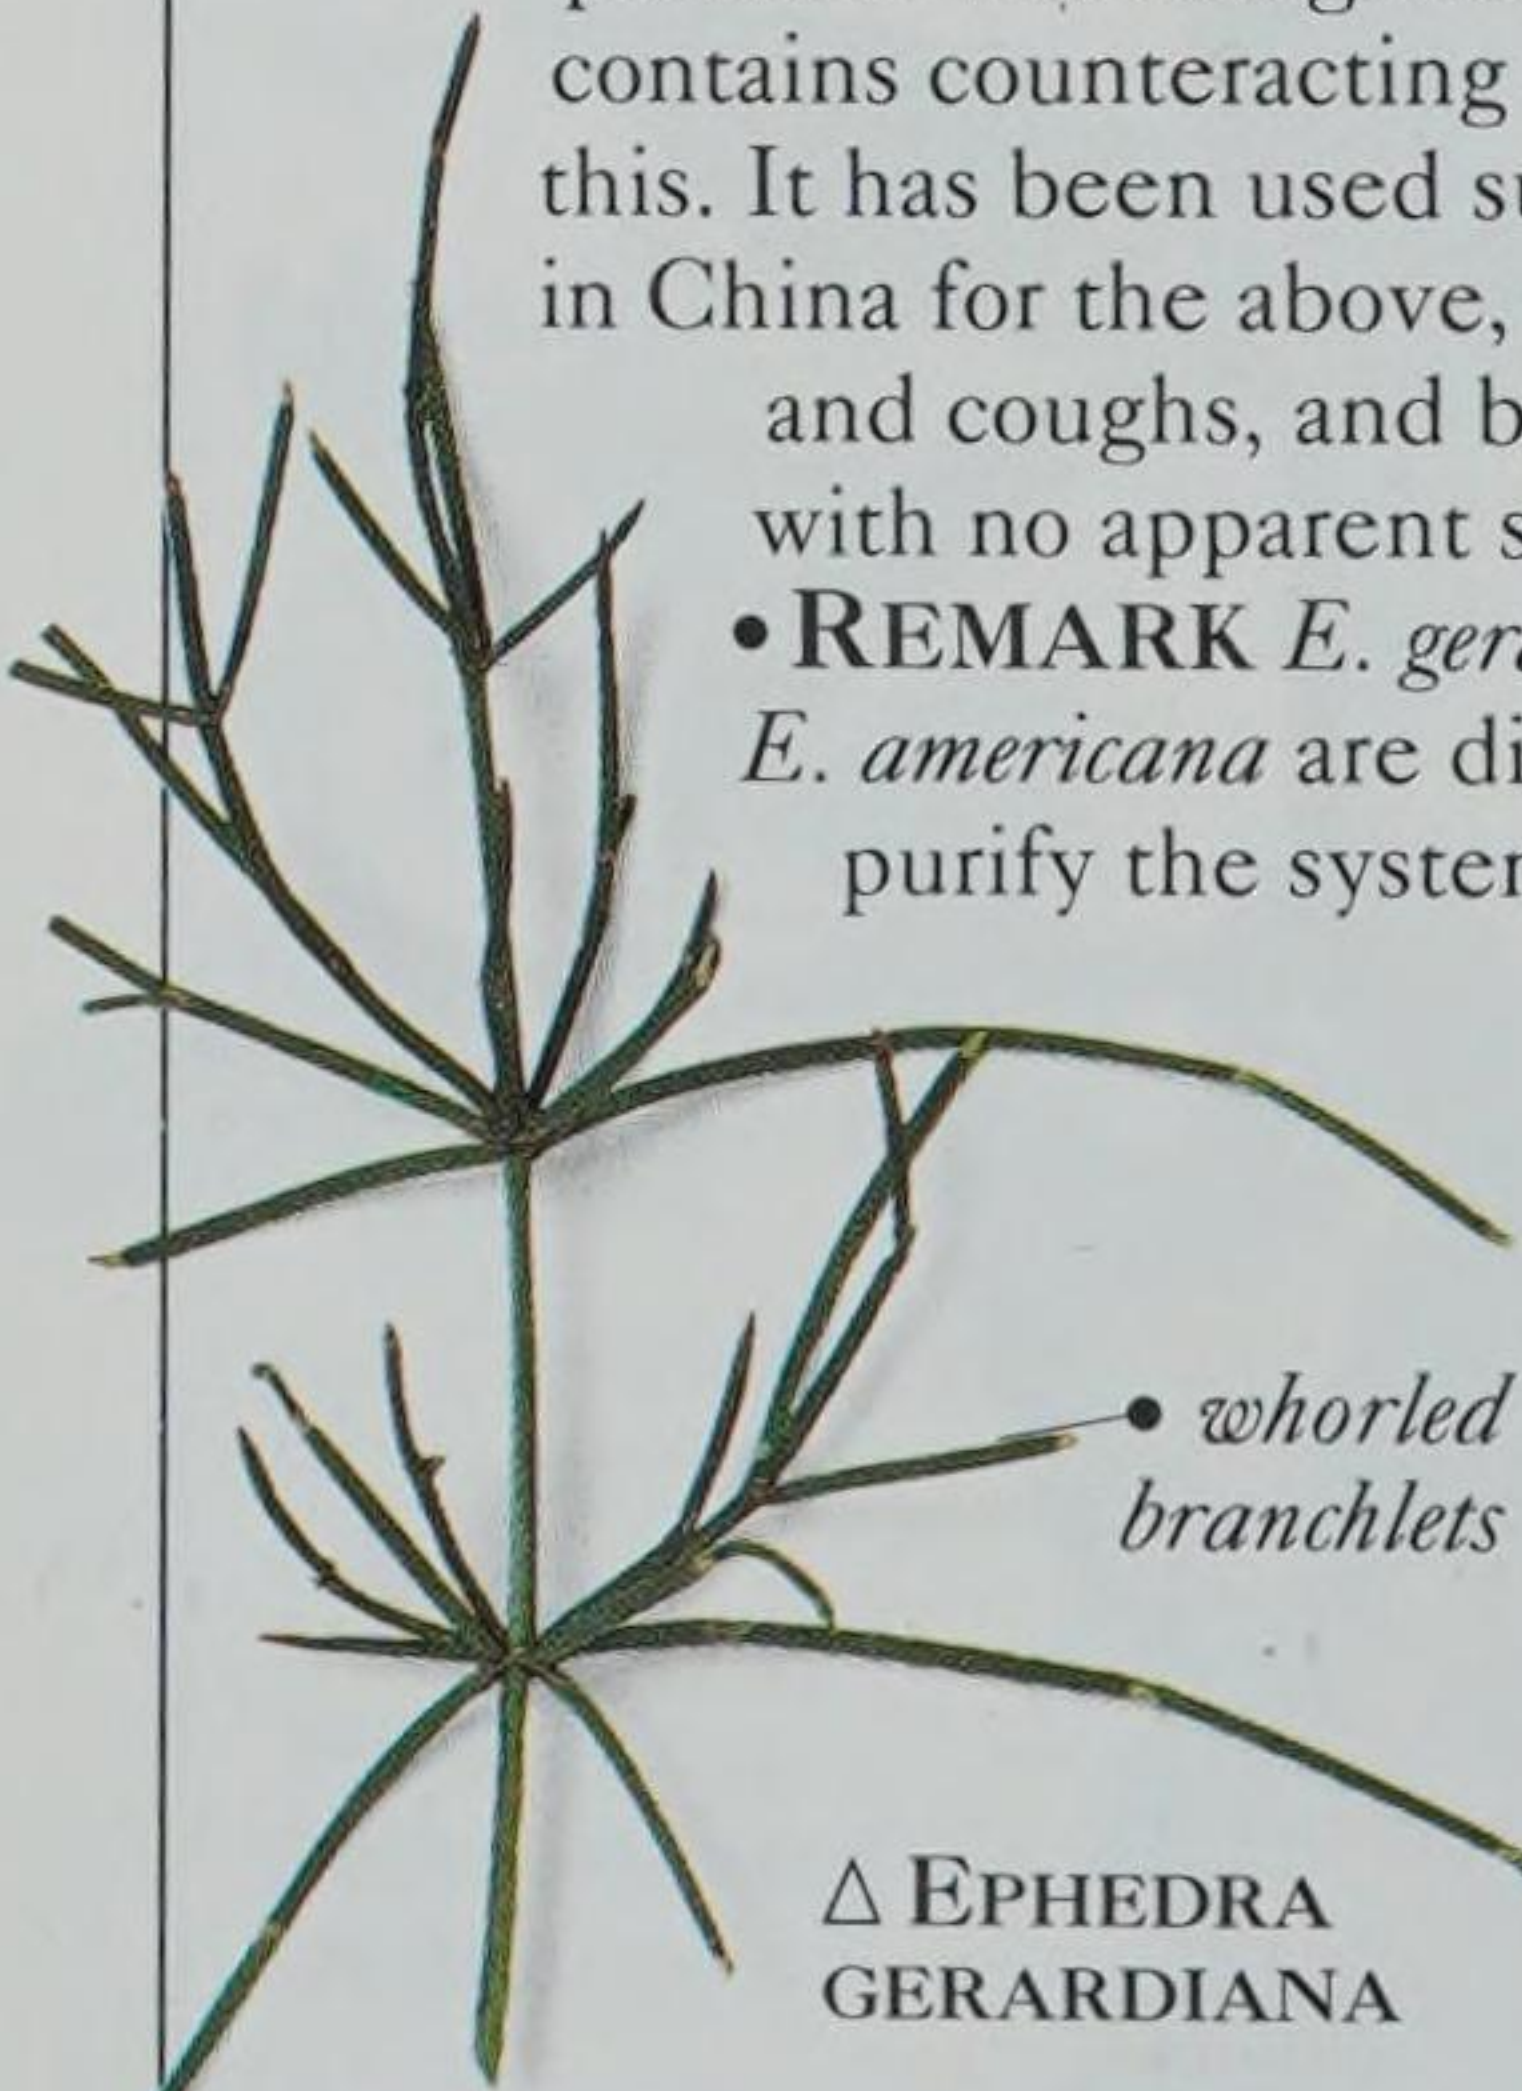 contains counteracting
this. It has been used
in China for the above,
and coughs, and
with no apparent
• REMARK E.
E. americana are
purify the
• whorled
branchlets
△ EPHEDRA
GERARDIANA